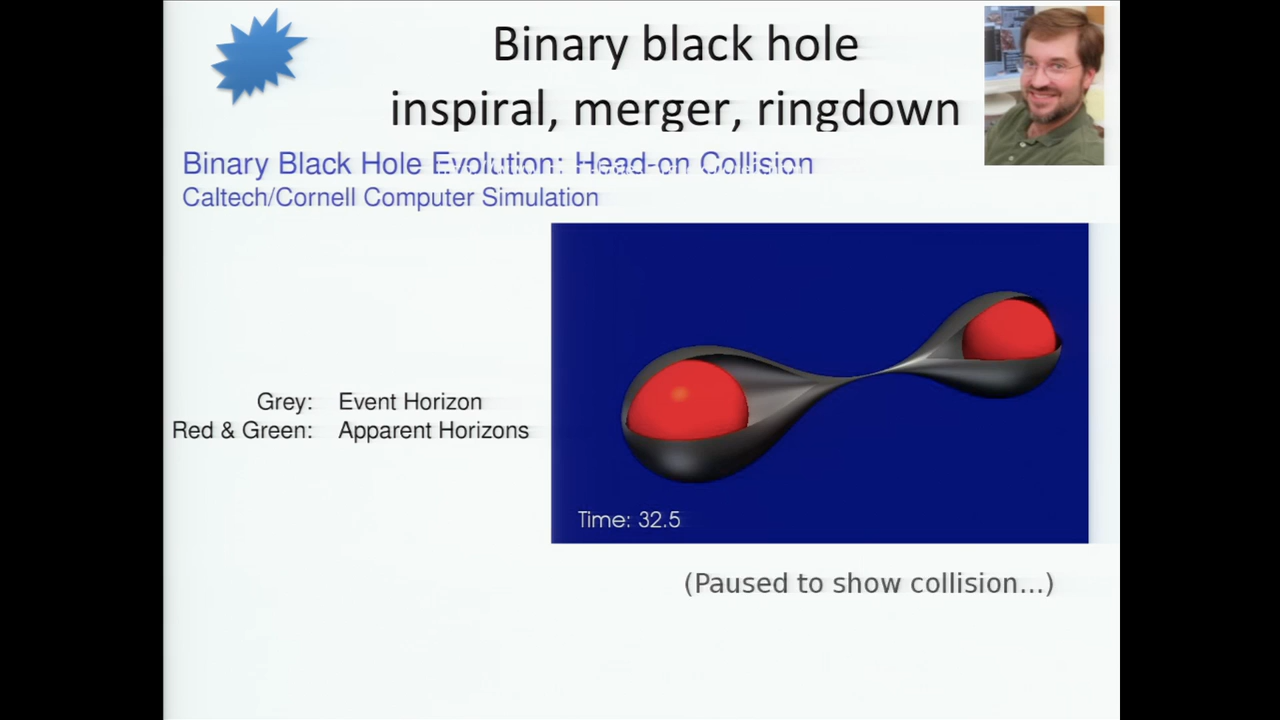 Binary black hole
inspiral, merger, ringdown
Binary Black Hole Evolution: Head-on Collision
Caltech/Cornell Computer Simulation
Grey: Event Horizon
Red & Green: Apparent Horizons
Time: 32.5
(Paused to show collision...)